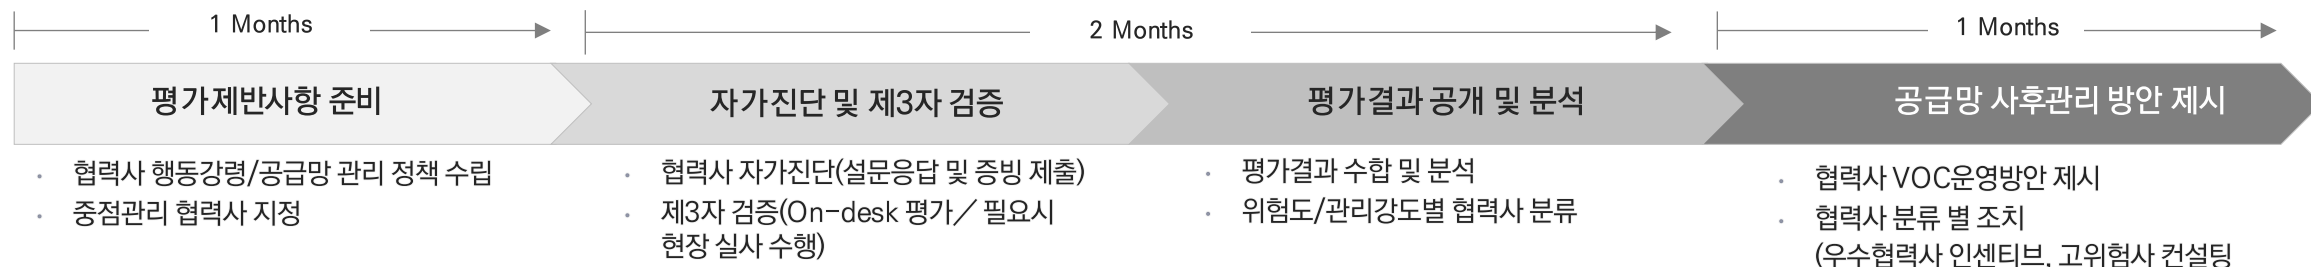 1 Months
2 Months
1 Months
평가제반사항 준비
자가진단 및 제3자 검증
평가결과 공개 및 분석
공급망 사후관리 방안 제시
· 협력사 행동강령/공급망 관리 정책 수립
· 중점관리 협력사 지정
· 협력사 자가진단(설문응답 및 증빙 제출)
· 제3자 검증(On-desk 평가/ 필요시
현장 실사 수행)
· 평가결과 수합 및 분석
· 위험도/관리강도별 협력사 분류
· 협력사 VOC운영방안 제시
· 협력사 분류 별 조치
(우수협력사 인센티브, 고위험사 컨설팅